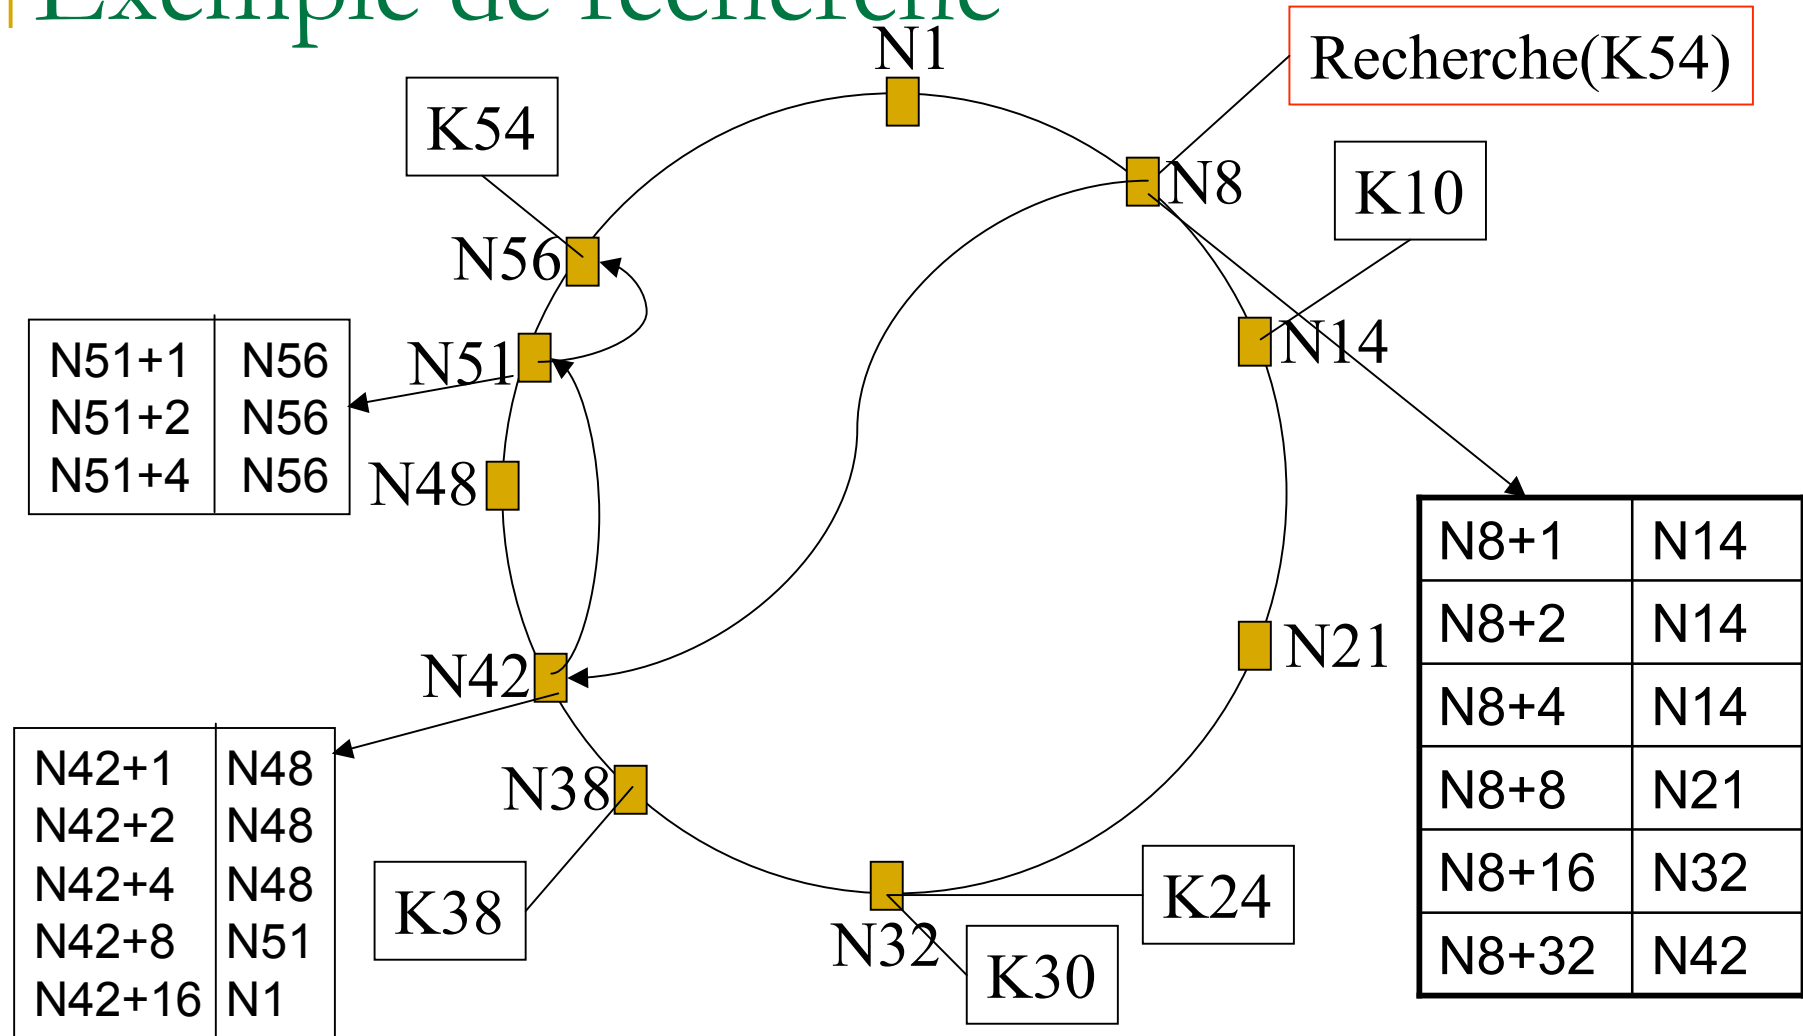 Exemple de recherche
N1
Recherche(K54)
K54
N8
K10
N56
N14
N51
N51+1 N56
N51+2 N56
N51+4 N56
N48
N8+1 N14
N8+2 N14
N8+4 N14
N8+8 N21
N8+16 N32
N8+32 N42
N21
N42
N42+1 N48
N42+2 N48
N42+4 N48
N42+8 N51
N42+16 N1
N38
K38
K24
N32
K30